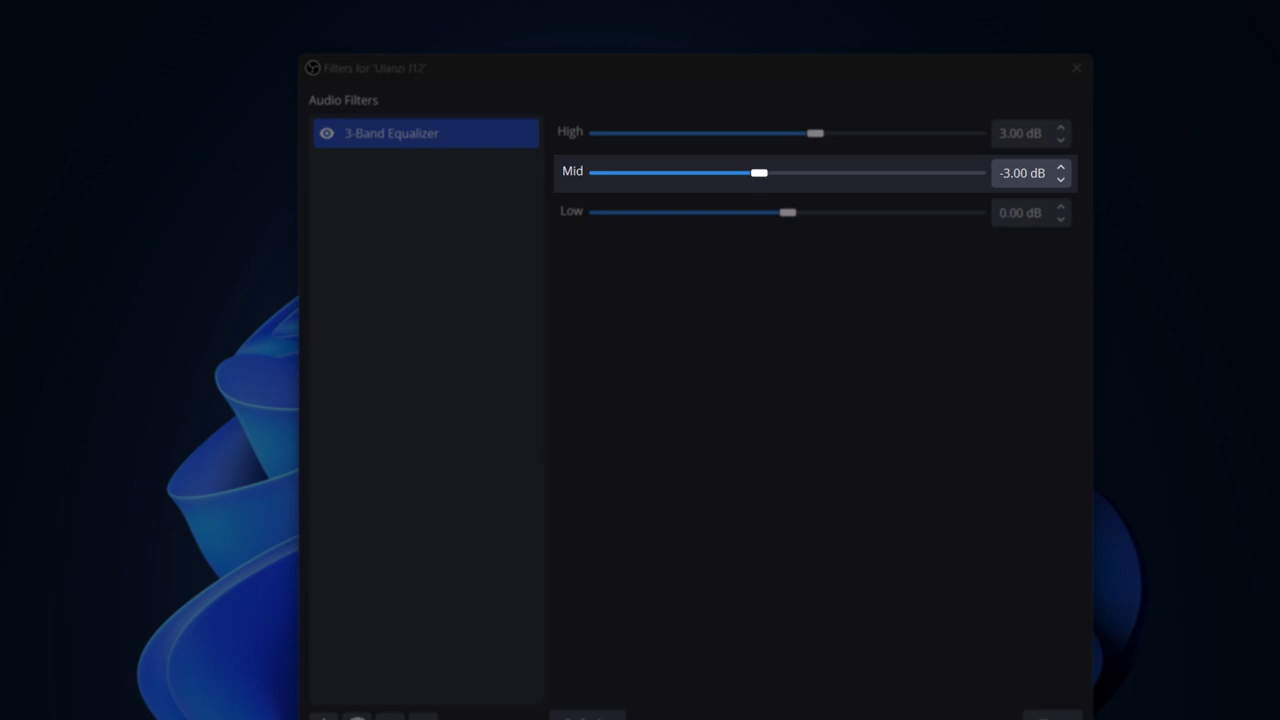 Filters for 'Ulanzi J12'
Audio Filters
3-Band Equalizer
High 3.00 dB
Mid -3.00 dB
Low 0.00 dB